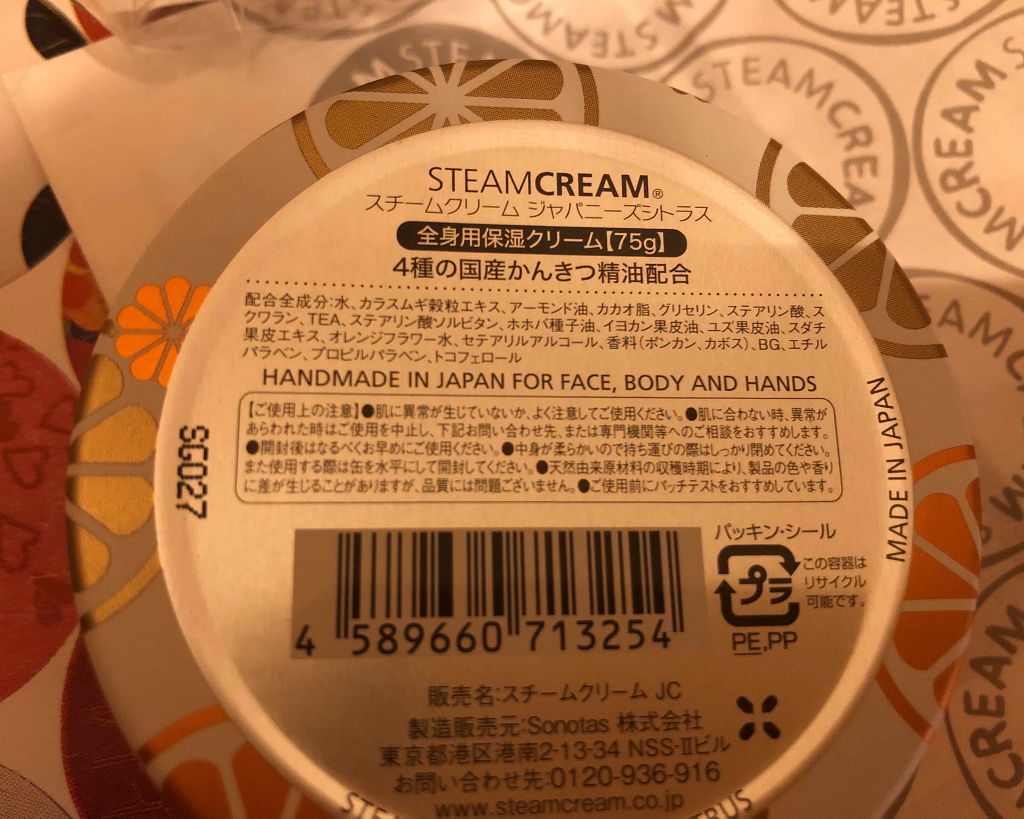 STEAMCREAM®
スチームクリーム ジャパニーズシトラス
全身用保湿クリーム【75g】
4種の国産かんきつ精油配合
配合全成分:水、カラスムギ穀粒エキス、アーモンド油、カカオ脂、グリセリン、ステアリン酸、ス
クワラン、TEA、ステアリン酸ソルビタン、ホホバ種子油、イヨカン果皮油、ユズ果皮油、スダチ
果皮エキス、オレンジフラワー水、セテアリルアルコール、香料(ポンカン、カボス)、BG、エチル
パラベン、プロピルパラベン、トコフェロール
HANDMADE IN JAPAN FOR FACE, BODY AND HANDS
【ご使用上の注意】●肌に異常が生じていないか、よく注意してご使用ください。●肌に合わない時、異常が
あらわれた時はご使用を中止し、下記お問い合わせ先、または専門機関等へのご相談をおすすめします。
●開封後はなるべくお早めにご使用ください。●中身が柔らかいので持ち運びの際はしっかり閉めてください。
また使用する際は缶を水平にして開封してください。●天然由来原材料の収穫時期により、製品の色や香り
に差が生じることがありますが、品質には問題ございません。●ご使用前にパッチテストをおすすめしています。
SG027
MADE IN JAPAN
4 589660 713254
パッキン・シール
プラ
この容器は
リサイクル
可能です。
PE,PP
販売名:スチームクリーム JC
製造販売元:Sonotas 株式会社
東京都港区港南2-13-34 NSS-Ⅱビル
お問い合わせ先:0120-936-916
www.steamcream.co.jp
STEAMCREAM
STEAMCREAM